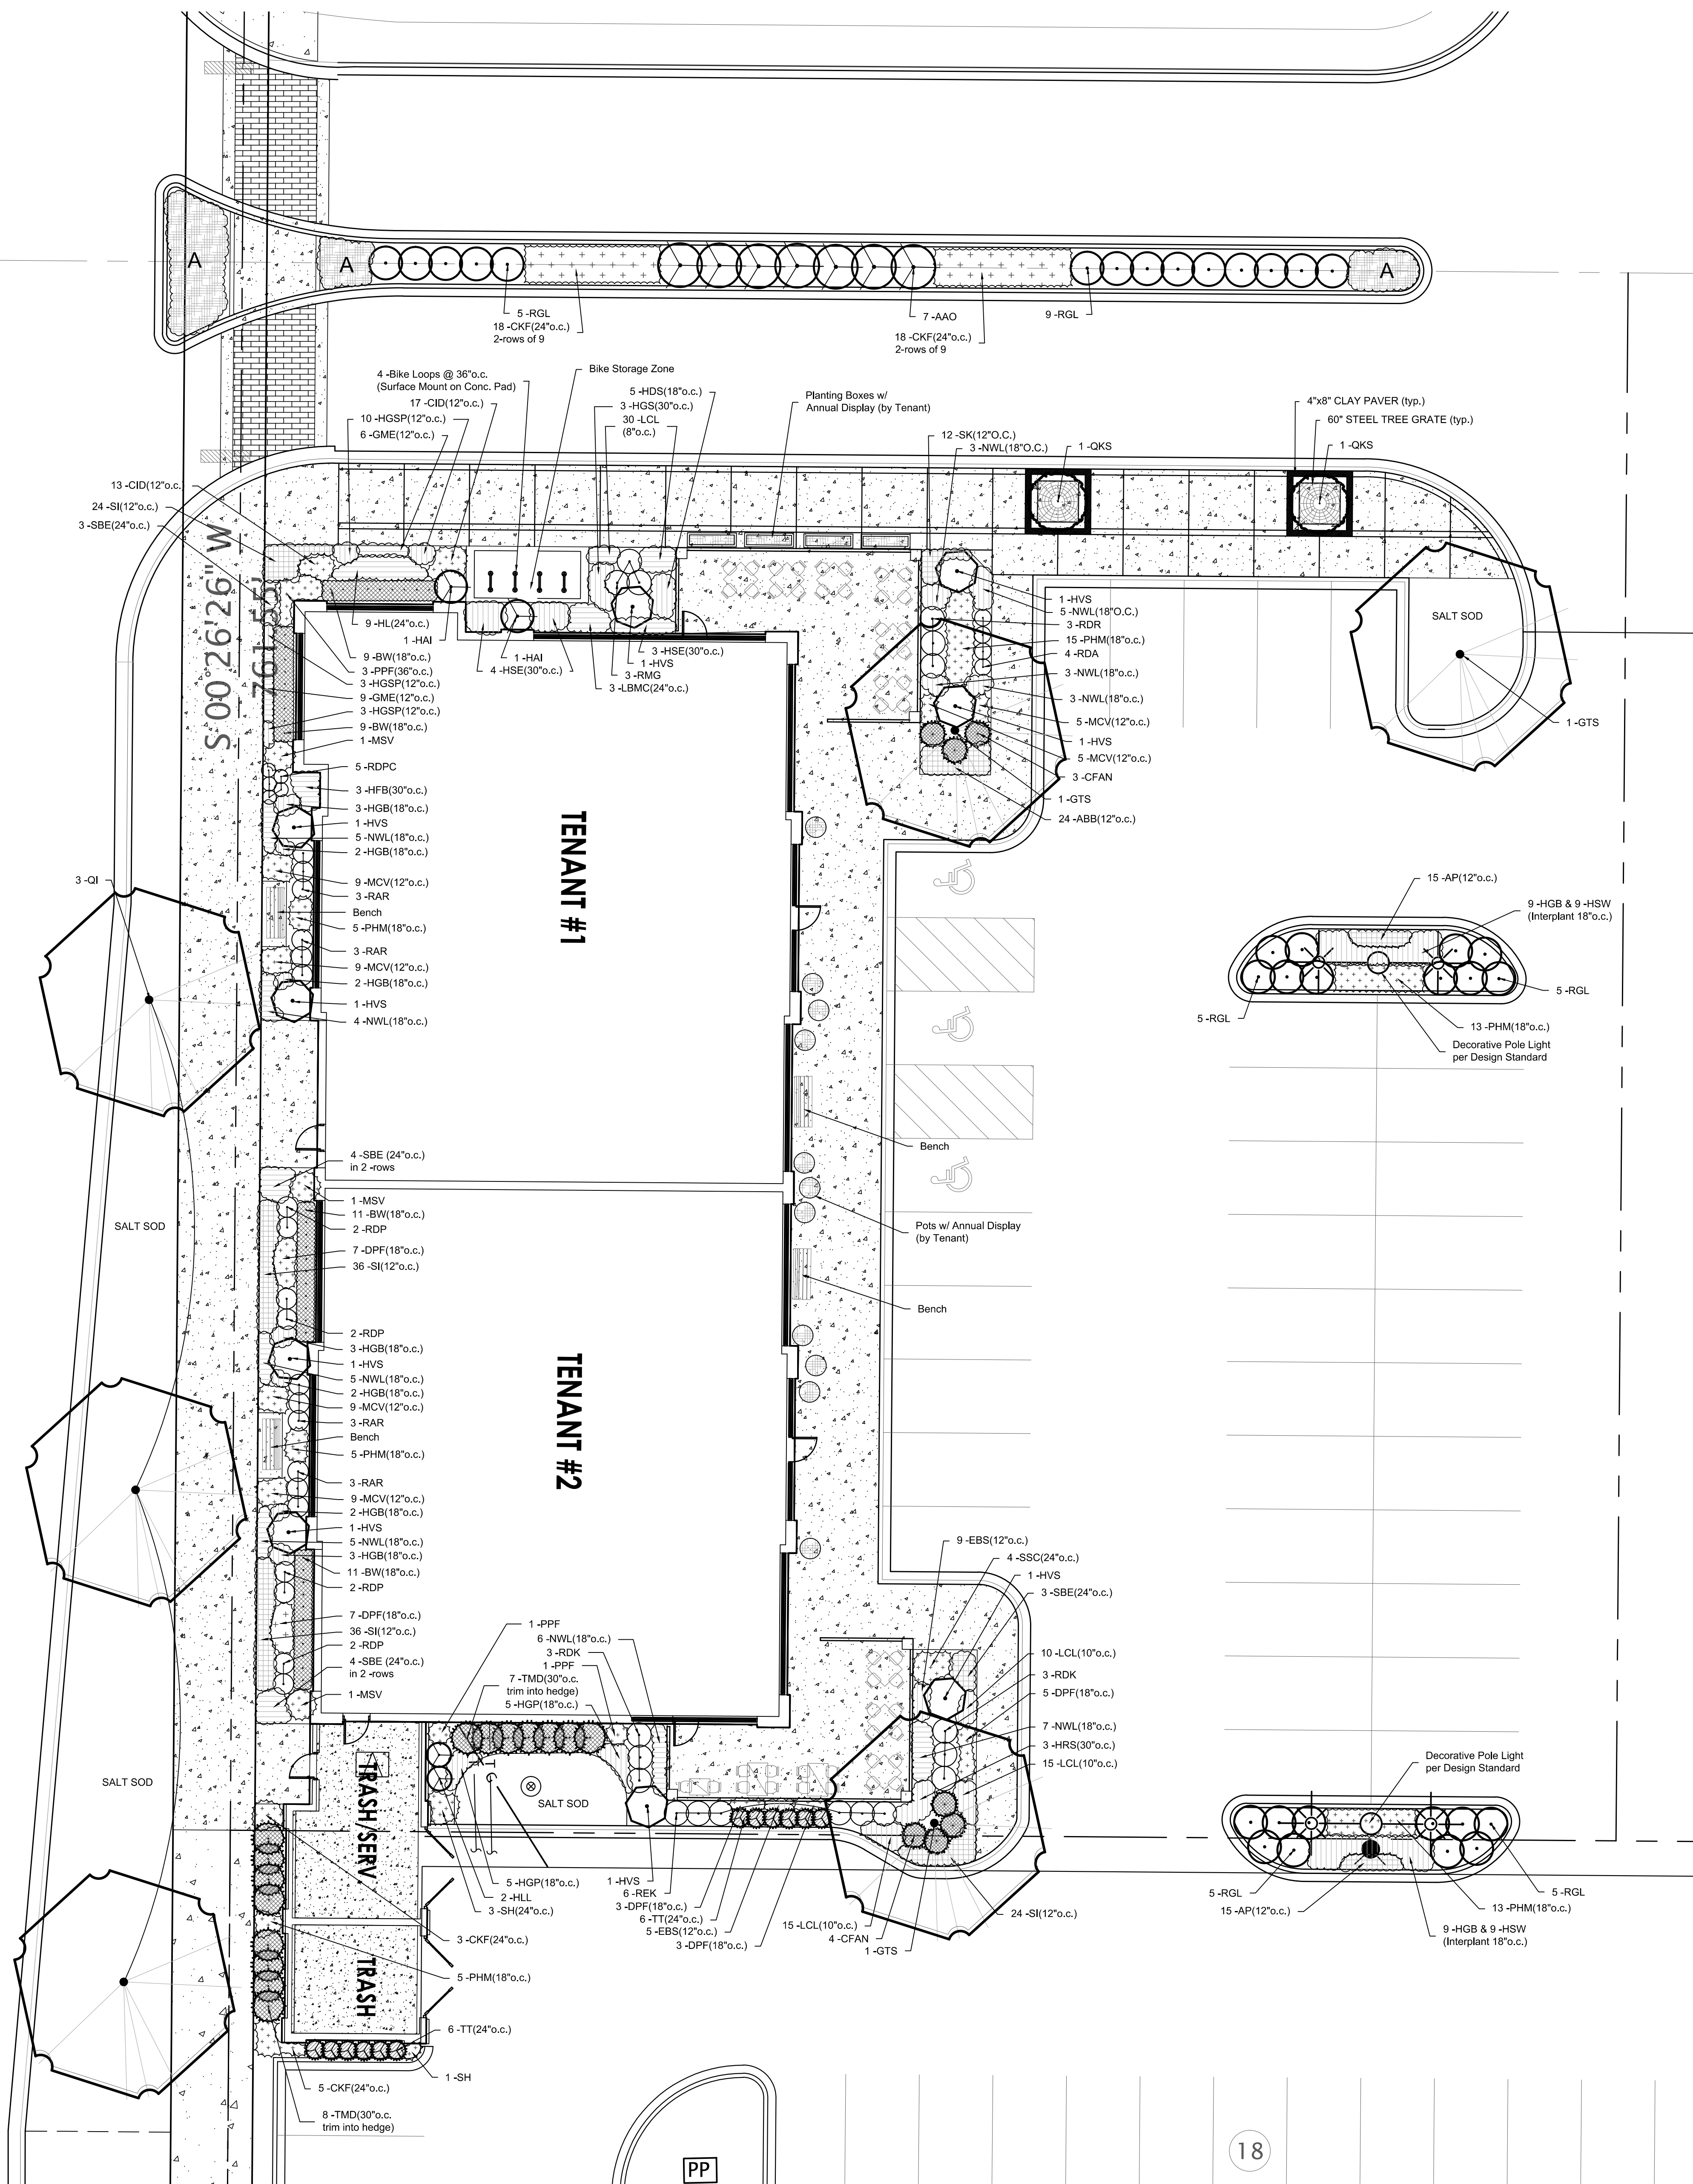 A
A
A
5 -RGL
18 -CKF(24"o.c.)
2-rows of 9
7 -AAO
18 -CKF(24"o.c.)
2-rows of 9
9 -RGL
4 -Bike Loops @ 36"o.c.
(Surface Mount on Conc. Pad)
17 -CID(12"o.c.)
10 -HGSP(12"o.c.)
6 -GME(12"o.c.)
Bike Storage Zone
5 -HDS(18"o.c.)
3 -HGS(30"o.c.)
30 -LCL
(8"o.c.)
Planting Boxes w/
Annual Display (by Tenant)
12 -SK(12"O.C.)
3 -NWL(18"O.C.)
1 -QKS
4"x8" CLAY PAVER (typ.)
60" STEEL TREE GRATE (typ.)
1 -QKS
13 -CID(12"o.c.
24 -SI(12"o.c.)
3 -SBE(24"o.c.)
S 00°26'26" W
761.55'
9 -HL(24"o.c.)
1 -HAI
9 -BW(18"o.c.)
3 -PPF(36"o.c.)
3 -HGSP(12"o.c.)
9 -GME(12"o.c.)
3 -HGSP(12"o.c.)
9 -BW(18"o.c.)
1 -MSV
1 -HAI
4 -HSE(30"o.c.)
3 -HSE(30"o.c.)
1 -HVS
3 -RMG
3 -LBMC(24"o.c.)
1 -HVS
5 -NWL(18"O.C.)
3 -RDR
15 -PHM(18"o.c.)
4 -RDA
3 -NWL(18"o.c.)
3 -NWL(18"o.c.)
5 -MCV(12"o.c.)
1 -HVS
5 -MCV(12"o.c.)
3 -CFAN
1 -GTS
24 -ABB(12"o.c.)
SALT SOD
1 -GTS
5 -RDPC
3 -HFB(30"o.c.)
3 -HGB(18"o.c.)
1 -HVS
5 -NWL(18"o.c.)
2 -HGB(18"o.c.)
9 -MCV(12"o.c.)
3 -RAR
Bench
5 -PHM(18"o.c.)
3 -RAR
9 -MCV(12"o.c.)
2 -HGB(18"o.c.)
1 -HVS
4 -NWL(18"o.c.)
3 -QI
TENANT #1
15 -AP(12"o.c.)
9 -HGB & 9 -HSW
(Interplant 18"o.c.)
5 -RGL
5 -RGL
13 -PHM(18"o.c.)
Decorative Pole Light
per Design Standard
Bench
4 -SBE (24"o.c.)
in 2 -rows
1 -MSV
11 -BW(18"o.c.)
2 -RDP
7 -DPF(18"o.c.)
36 -SI(12"o.c.)
SALT SOD
Pots w/ Annual Display
(by Tenant)
Bench
2 -RDP
3 -HGB(18"o.c.)
1 -HVS
5 -NWL(18"o.c.)
2 -HGB(18"o.c.)
9 -MCV(12"o.c.)
3 -RAR
Bench
5 -PHM(18"o.c.)
3 -RAR
9 -MCV(12"o.c.)
2 -HGB(18"o.c.)
1 -HVS
5 -NWL(18"o.c.)
3 -HGB(18"o.c.)
11 -BW(18"o.c.)
2 -RDP
7 -DPF(18"o.c.)
36 -SI(12"o.c.)
2 -RDP
4 -SBE (24"o.c.)
in 2 -rows
1 -MSV
TENANT #2
9 -EBS(12"o.c.)
4 -SSC(24"o.c.)
1 -HVS
3 -SBE(24"o.c.)
1 -PPF
6 -NWL(18"o.c.)
3 -RDK
1 -PPF
7 -TMD(30"o.c.
trim into hedge)
5 -HGP(18"o.c.)
10 -LCL(10"o.c.)
3 -RDK
5 -DPF(18"o.c.)
7 -NWL(18"o.c.)
3 -HRS(30"o.c.)
15 -LCL(10"o.c.)
Decorative Pole Light
per Design Standard
SALT SOD
SALT SOD
TRASH/SERV
TRASH
5 -HGP(18"o.c.)
2 -HLL
3 -SH(24"o.c.)
3 -CKF(24"o.c.)
5 -PHM(18"o.c.)
1 -HVS
6 -REK
3 -DPF(18"o.c.)
6 -TT(24"o.c.)
5 -EBS(12"o.c.)
3 -DPF(18"o.c.)
15 -LCL(10"o.c.)
4 -CFAN
1 -GTS
24 -SI(12"o.c.)
5 -RGL
15 -AP(12"o.c.)
5 -RGL
13 -PHM(18"o.c.)
9 -HGB & 9 -HSW
(Interplant 18"o.c.)
6 -TT(24"o.c.)
1 -SH
5 -CKF(24"o.c.)
8 -TMD(30"o.c.
trim into hedge)
PP
18